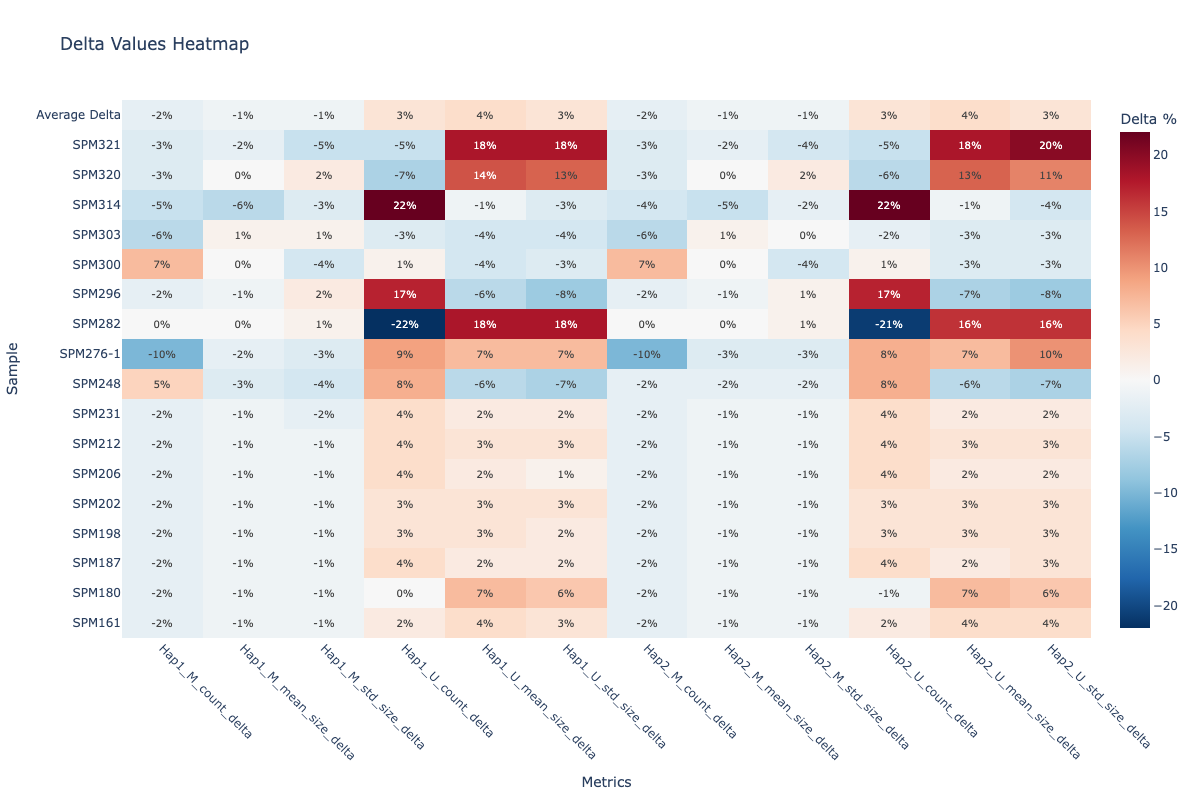 Delta Values Heatmap
Delta %
Average Delta -2% -1% -1% 3% 4% 3% -2% -1% -1% 3% 4% 3%
SPM321 -3% -2% -5% -5% 18% 18% -3% -2% -4% -5% 18% 20%
SPM320 -3% 0% 2% -7% 14% 13% -3% 0% 2% -6% 13% 11%
SPM314 -5% -6% -3% 22% -1% -3% -4% -5% -2% 22% -1% -4%
SPM303 -6% 1% 1% -3% -4% -4% -6% 1% 0% -2% -3% -3%
SPM300 7% 0% -4% 1% -4% -3% 7% 0% -4% 1% -3% -3%
SPM296 -2% -1% 2% 17% -6% -8% -2% -1% 1% 17% -7% -8%
SPM282 0% 0% 1% -22% 18% 18% 0% 0% 1% -21% 16% 16%
SPM276-1 -10% -2% -3% 9% 7% 7% -10% -3% -3% 8% 7% 10%
SPM248 5% -3% -4% 8% -6% -7% -2% -2% -2% 8% -6% -7%
SPM231 -2% -1% -2% 4% 2% 2% -2% -1% -1% 4% 2% 2%
SPM212 -2% -1% -1% 4% 3% 3% -2% -1% -1% 4% 3% 3%
SPM206 -2% -1% -1% 4% 2% 1% -2% -1% -1% 4% 2% 2%
SPM202 -2% -1% -1% 3% 3% 3% -2% -1% -1% 3% 3% 3%
SPM198 -2% -1% -1% 3% 3% 2% -2% -1% -1% 3% 3% 3%
SPM187 -2% -1% -1% 4% 2% 2% -2% -1% -1% 4% 2% 3%
SPM180 -2% -1% -1% 0% 7% 6% -2% -1% -1% -1% 7% 6%
SPM161 -2% -1% -1% 2% 4% 3% -2% -1% -1% 2% 4% 4%
Sample
Hap1_M_count_delta
Hap1_M_mean_size_delta
Hap1_M_std_size_delta
Hap1_U_count_delta
Hap1_U_mean_size_delta
Hap1_U_std_size_delta
Hap2_M_count_delta
Hap2_M_mean_size_delta
Hap2_M_std_size_delta
Hap2_U_count_delta
Hap2_U_mean_size_delta
Hap2_U_std_size_delta
Metrics
20
15
10
5
0
−5
−10
−15
−20